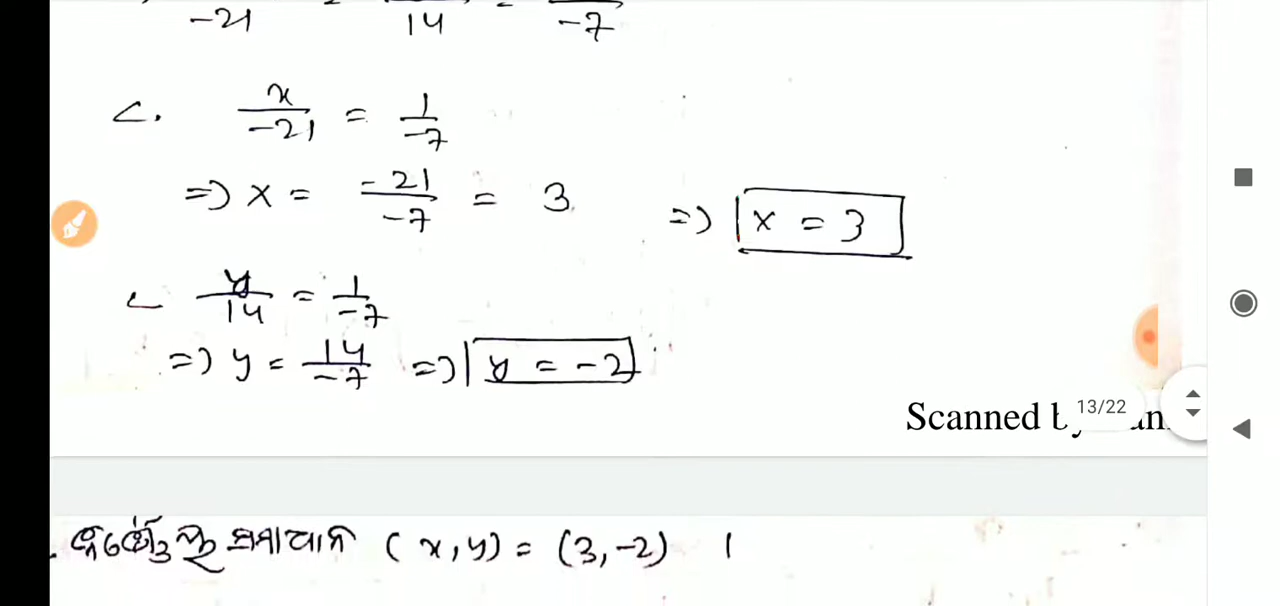 -21 = 14 = -7
<. x/-21 = 1/-7
=> x = -21/-7 = 3 => x = 3
< y/14 = 1/-7
=> y = 14/-7 => y = -2
Scanned by
13/22
ସମାଧାନ (x, y) = (3, -2) |